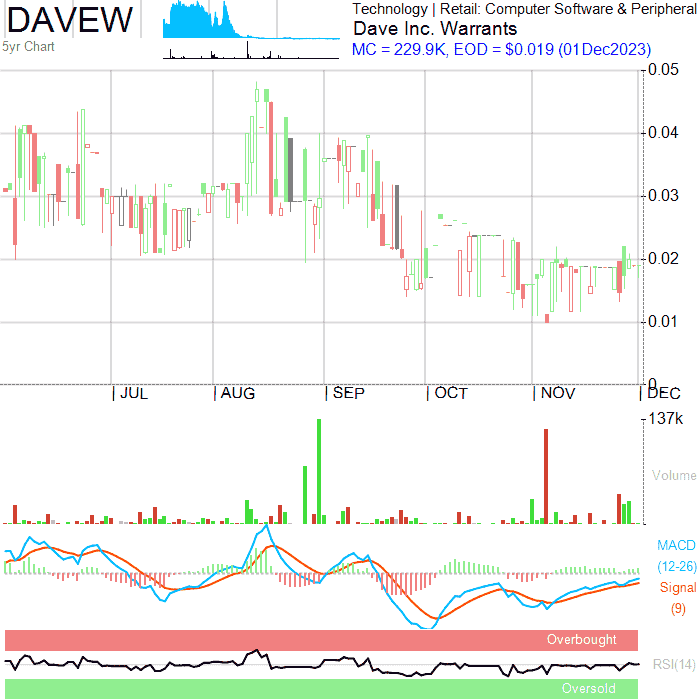 DAVEW
5yr Chart
Technology | Retail: Computer Software & Peripheral
Dave Inc. Warrants
MC = 229.9K, EOD = $0.019 (01Dec2023)
0.05
0.04
0.03
0.02
0.01
0
| JUL | AUG | SEP | OCT | NOV | DEC
137k
Volume
MACD
(12-26)
Signal
(9)
Overbought
RSI(14)
Oversold